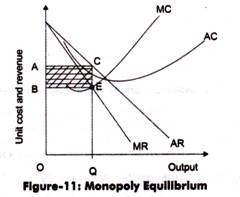 MC
AC
Unit cost and revenue
A
C
B
E
MR
AR
O
Q
Output
Figure-11: Monopoly Equilibrium